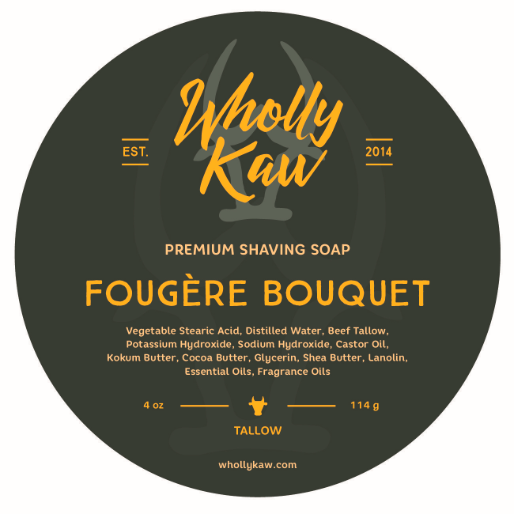 Wholly
Kaw
EST. 2014
PREMIUM SHAVING SOAP
FOUGÈRE BOUQUET
Vegetable Stearic Acid, Distilled Water, Beef Tallow,
Potassium Hydroxide, Sodium Hydroxide, Castor Oil,
Kokum Butter, Cocoa Butter, Glycerin, Shea Butter, Lanolin,
Essential Oils, Fragrance Oils
4 oz 114 g
TALLOW
whollykaw.com